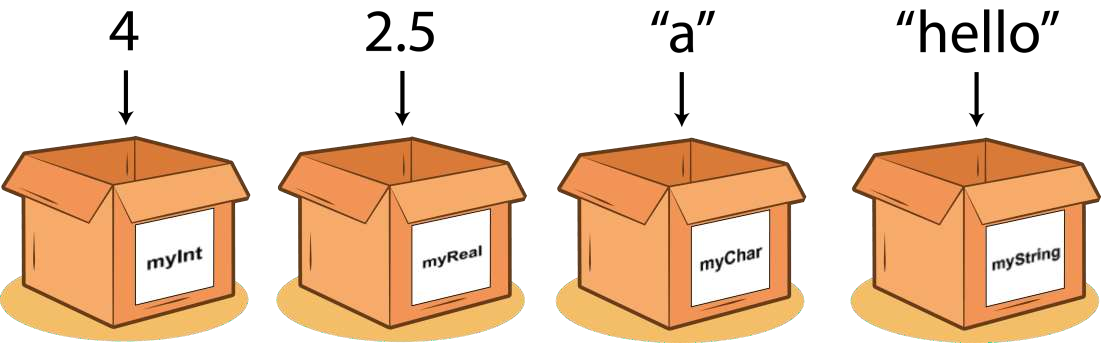 4 2.5 “a” “hello”
myInt myReal myChar myString